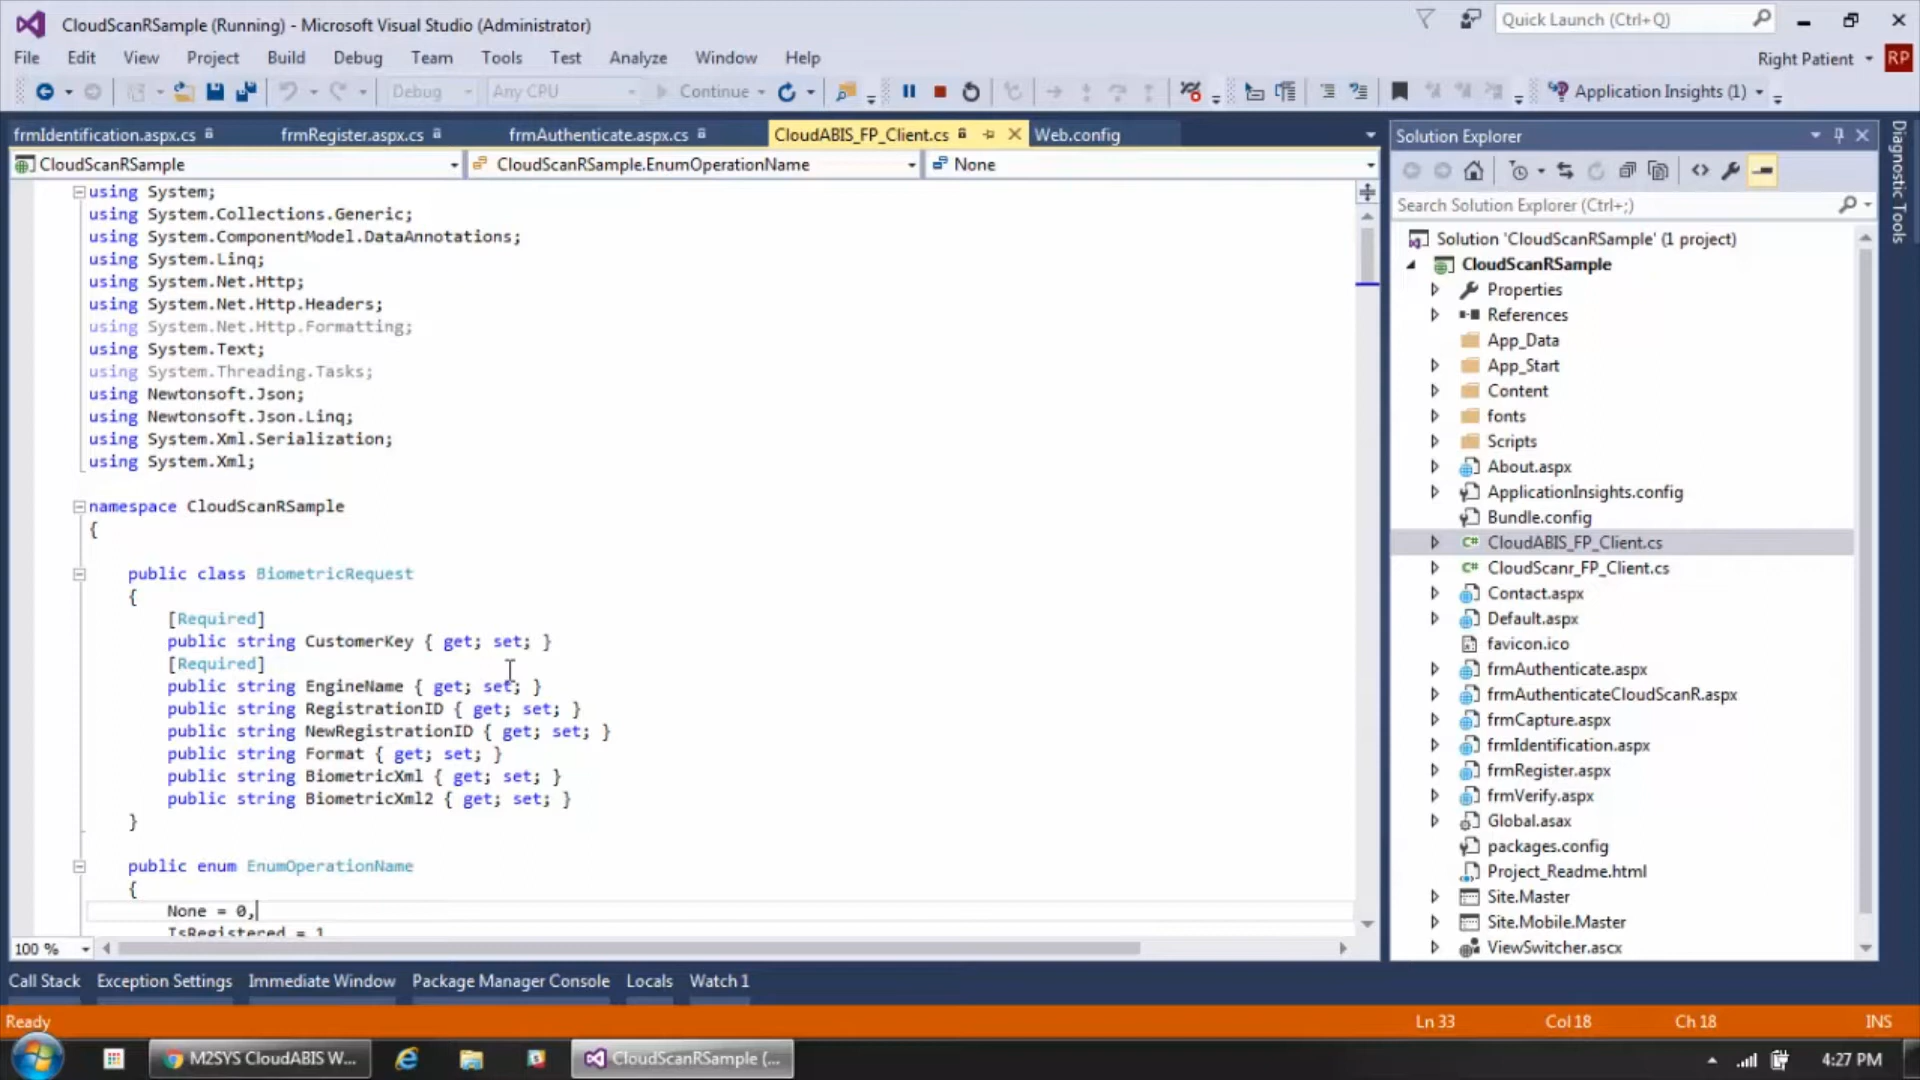 CloudScanRSample (Running) - Microsoft Visual Studio (Administrator)
Quick Launch (Ctrl+Q)
File Edit View Project Build Debug Team Tools Test Analyze Window Help
Right Patient
RP
Debug Any CPU Continue Application Insights (1)
frmIdentification.aspx.cs frmRegister.aspx.cs frmAuthenticate.aspx.cs CloudABIS_FP_Client.cs Web.config
CloudScanRSample CloudScanRSample.EnumOperationName None
using System;
using System.Collections.Generic;
using System.ComponentModel.DataAnnotations;
using System.Linq;
using System.Net.Http;
using System.Net.Http.Headers;
using System.Net.Http.Formatting;
using System.Text;
using System.Threading.Tasks;
using Newtonsoft.Json;
using Newtonsoft.Json.Linq;
using System.Xml.Serialization;
using System.Xml;
namespace CloudScanRSample
{
public class BiometricRequest
{
[Required]
public string CustomerKey { get; set; }
[Required]
public string EngineName { get; set; }
public string RegistrationID { get; set; }
public string NewRegistrationID { get; set; }
public string Format { get; set; }
public string BiometricXml { get; set; }
public string BiometricXml2 { get; set; }
}
public enum EnumOperationName
{
None = 0,
IsRegistered = 1
100 %
Solution Explorer
Search Solution Explorer (Ctrl+;)
Solution 'CloudScanRSample' (1 project)
CloudScanRSample
Properties
References
App_Data
App_Start
Content
fonts
Scripts
About.aspx
ApplicationInsights.config
Bundle.config
C# CloudABIS_FP_Client.cs
C# CloudScanr_FP_Client.cs
Contact.aspx
Default.aspx
favicon.ico
frmAuthenticate.aspx
frmAuthenticateCloudScanR.aspx
frmCapture.aspx
frmIdentification.aspx
frmRegister.aspx
frmVerify.aspx
Global.asax
packages.config
Project_Readme.html
Site.Master
Site.Mobile.Master
ViewSwitcher.ascx
Diagnostic Tools
Call Stack Exception Settings Immediate Window Package Manager Console Locals Watch 1
Ready Ln 33 Col 18 Ch 18 INS
M2SYS CloudABIS W... CloudScanRSample (... 4:27 PM